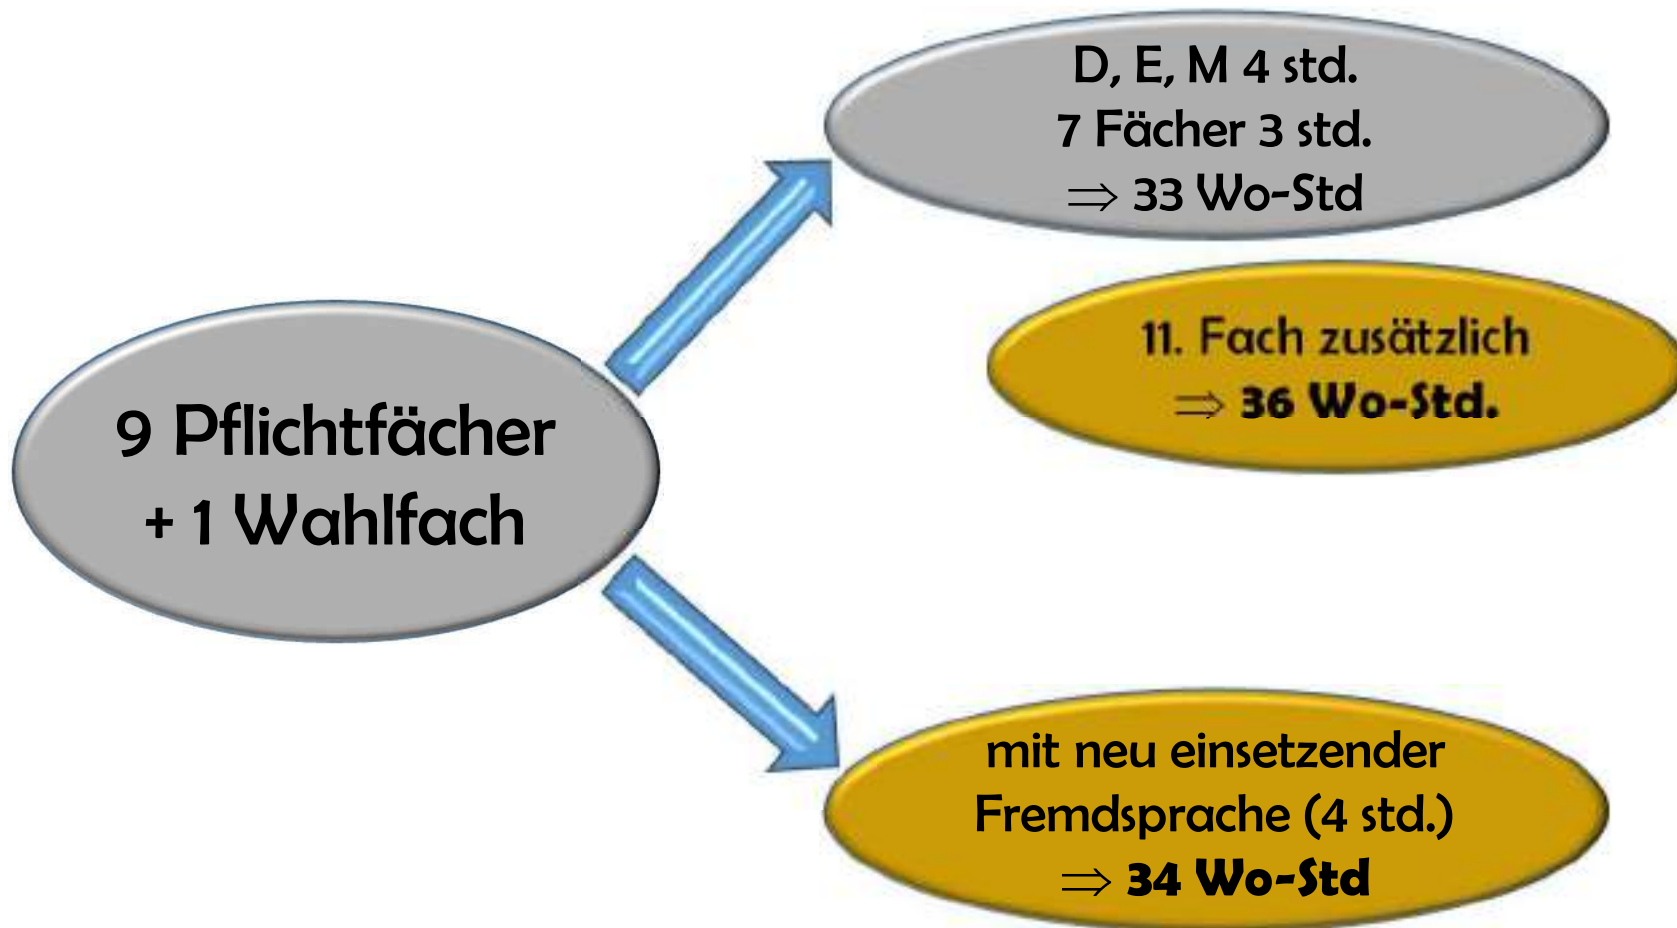 9 Pflichtfächer
+ 1 Wahlfach
D, E, M 4 std.
7 Fächer 3 std.
⇒ 33 Wo-Std
11. Fach zusätzlich
⇒ 36 Wo-Std.
mit neu einsetzender
Fremdsprache (4 std.)
⇒ 34 Wo-Std